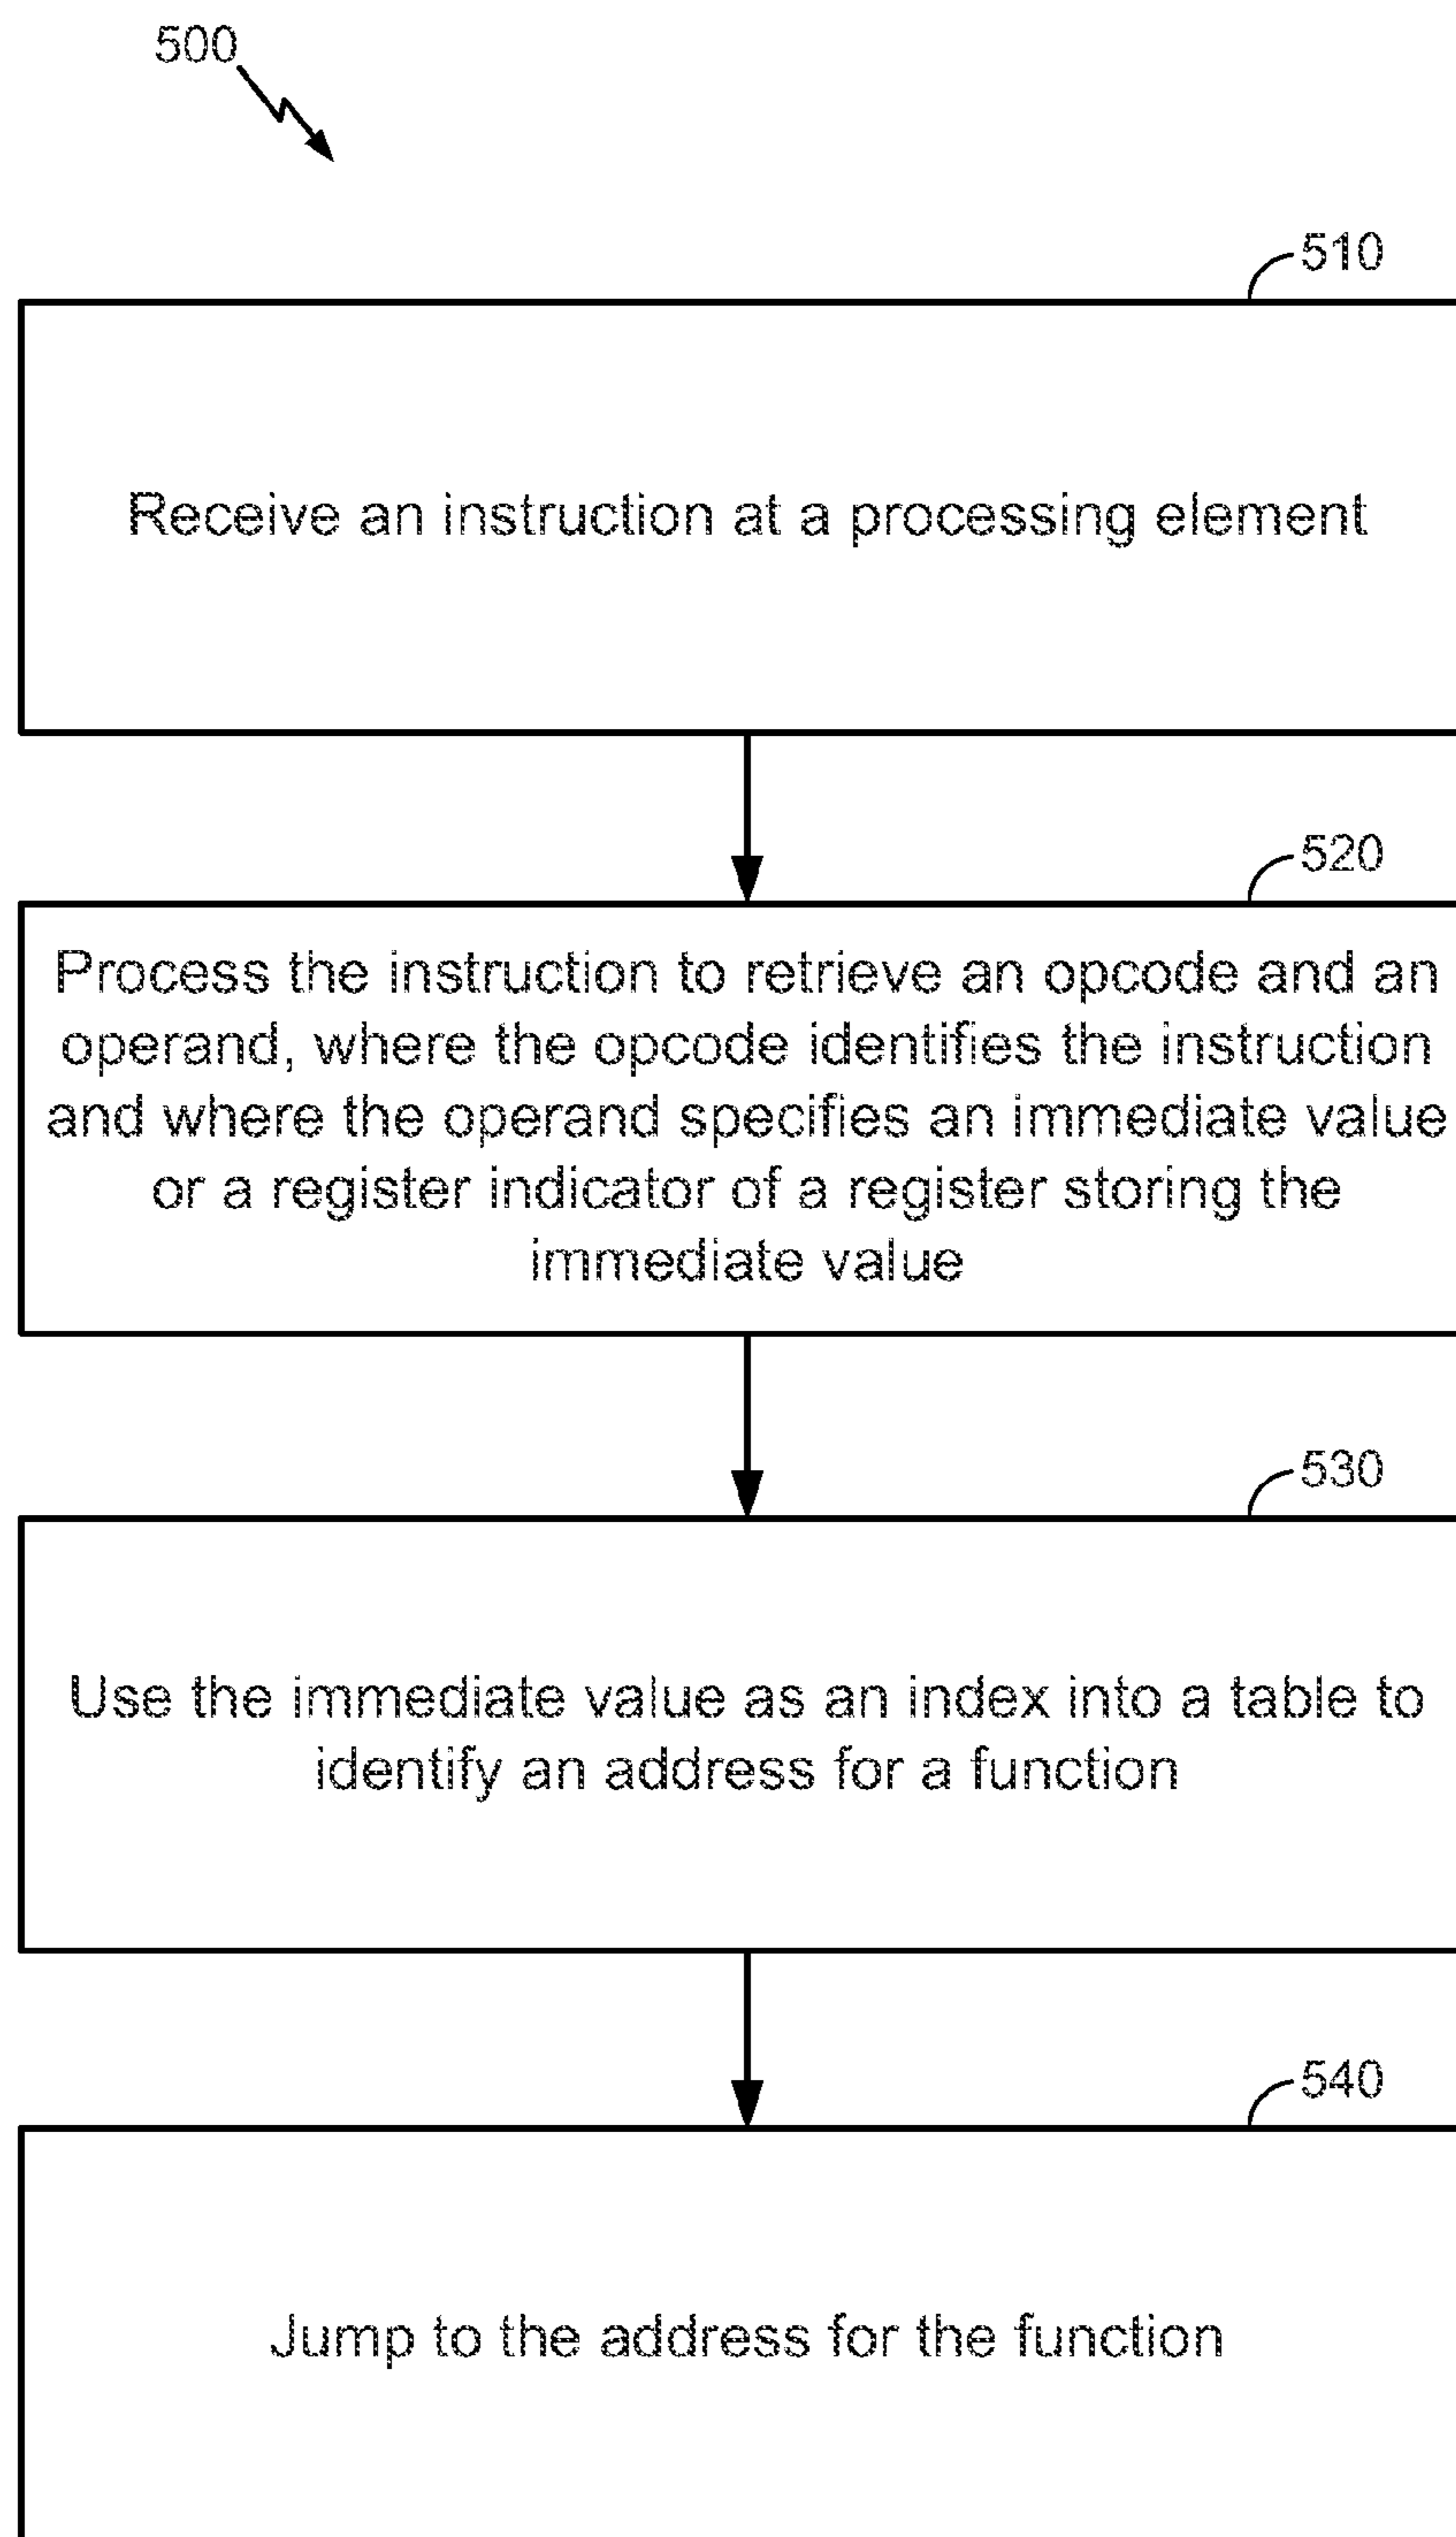 500
510
Receive an instruction at a processing element
520
Process the instruction to retrieve an opcode and an
operand, where the opcode identifies the instruction
and where the operand specifies an immediate value
or a register indicator of a register storing the
immediate value
530
Use the immediate value as an index into a table to
identify an address for a function
540
Jump to the address for the function